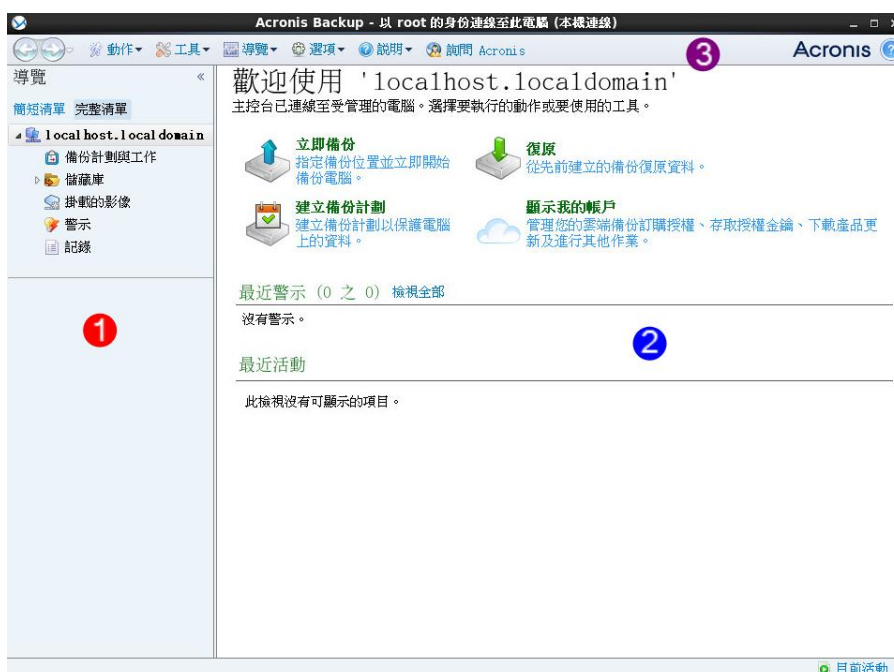 Acronis Backup - 以 root 的身份連線至此電腦 (本機連線)
動作 工具 導覽 選項 說明 詢問 Acronis
3
Acronis
導覽
簡短清單 完整清單
localhost.localdomain
備份計劃與工作
儲藏庫
掛載的影像
警示
記錄
1
歡迎使用 'localhost.localdomain'
主控台已連線至受管理的電腦。選擇要執行的動作或要使用的工具。
立即備份
指定備份位置並立即開始
備份電腦。
復原
從先前建立的備份復原資料。
建立備份計劃
建立備份計劃以保護電腦
上的資料。
顯示我的帳戶
管理您的雲端備份訂購授權、存取授權金鑰、下載產品更
新及進行其他作業。
最近警示 (0 之 0) 檢視全部
沒有警示。
2
最近活動
此檢視沒有可顯示的項目。
目前活動